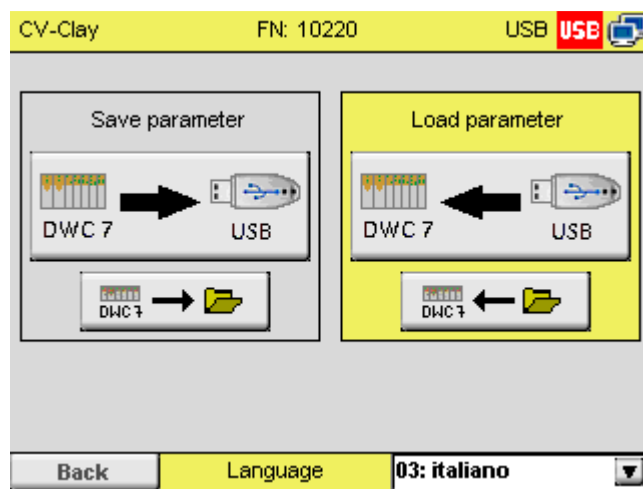 CV-Clay FN: 10220 USB USB
Save parameter
DWC 7 USB
DWC 7
Load parameter
DWC 7 USB
DWC 7
Back Language 03: italiano